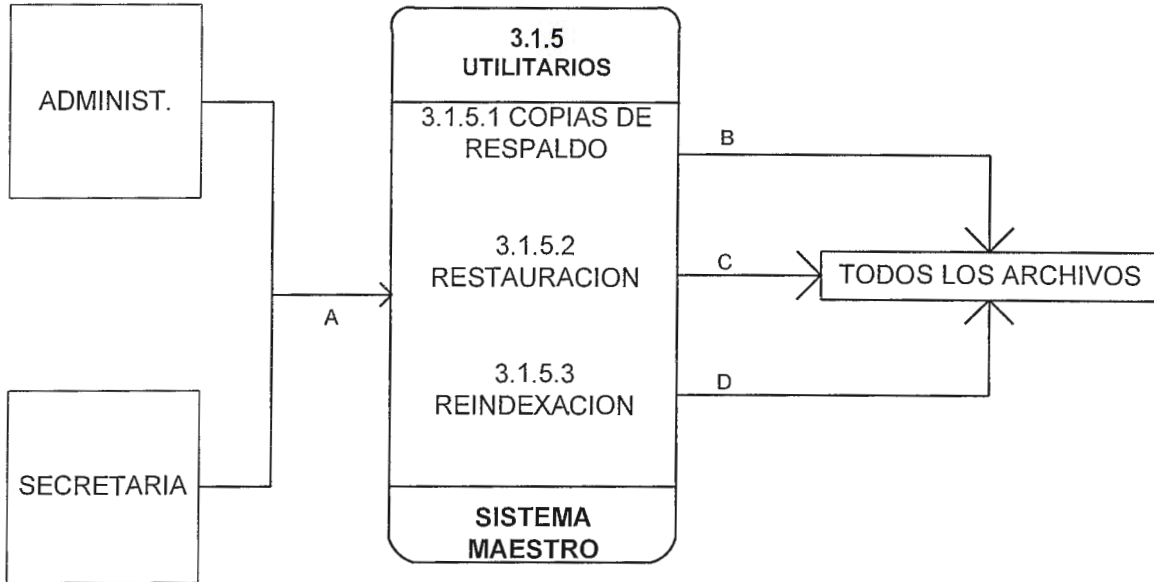 ADMINIST.
SECRETARIA
A
3.1.5
UTILITARIOS
3.1.5.1 COPIAS DE
RESPALDO
3.1.5.2
RESTAURACION
3.1.5.3
REINDEXACION
SISTEMA
MAESTRO
B
C
D
TODOS LOS ARCHIVOS